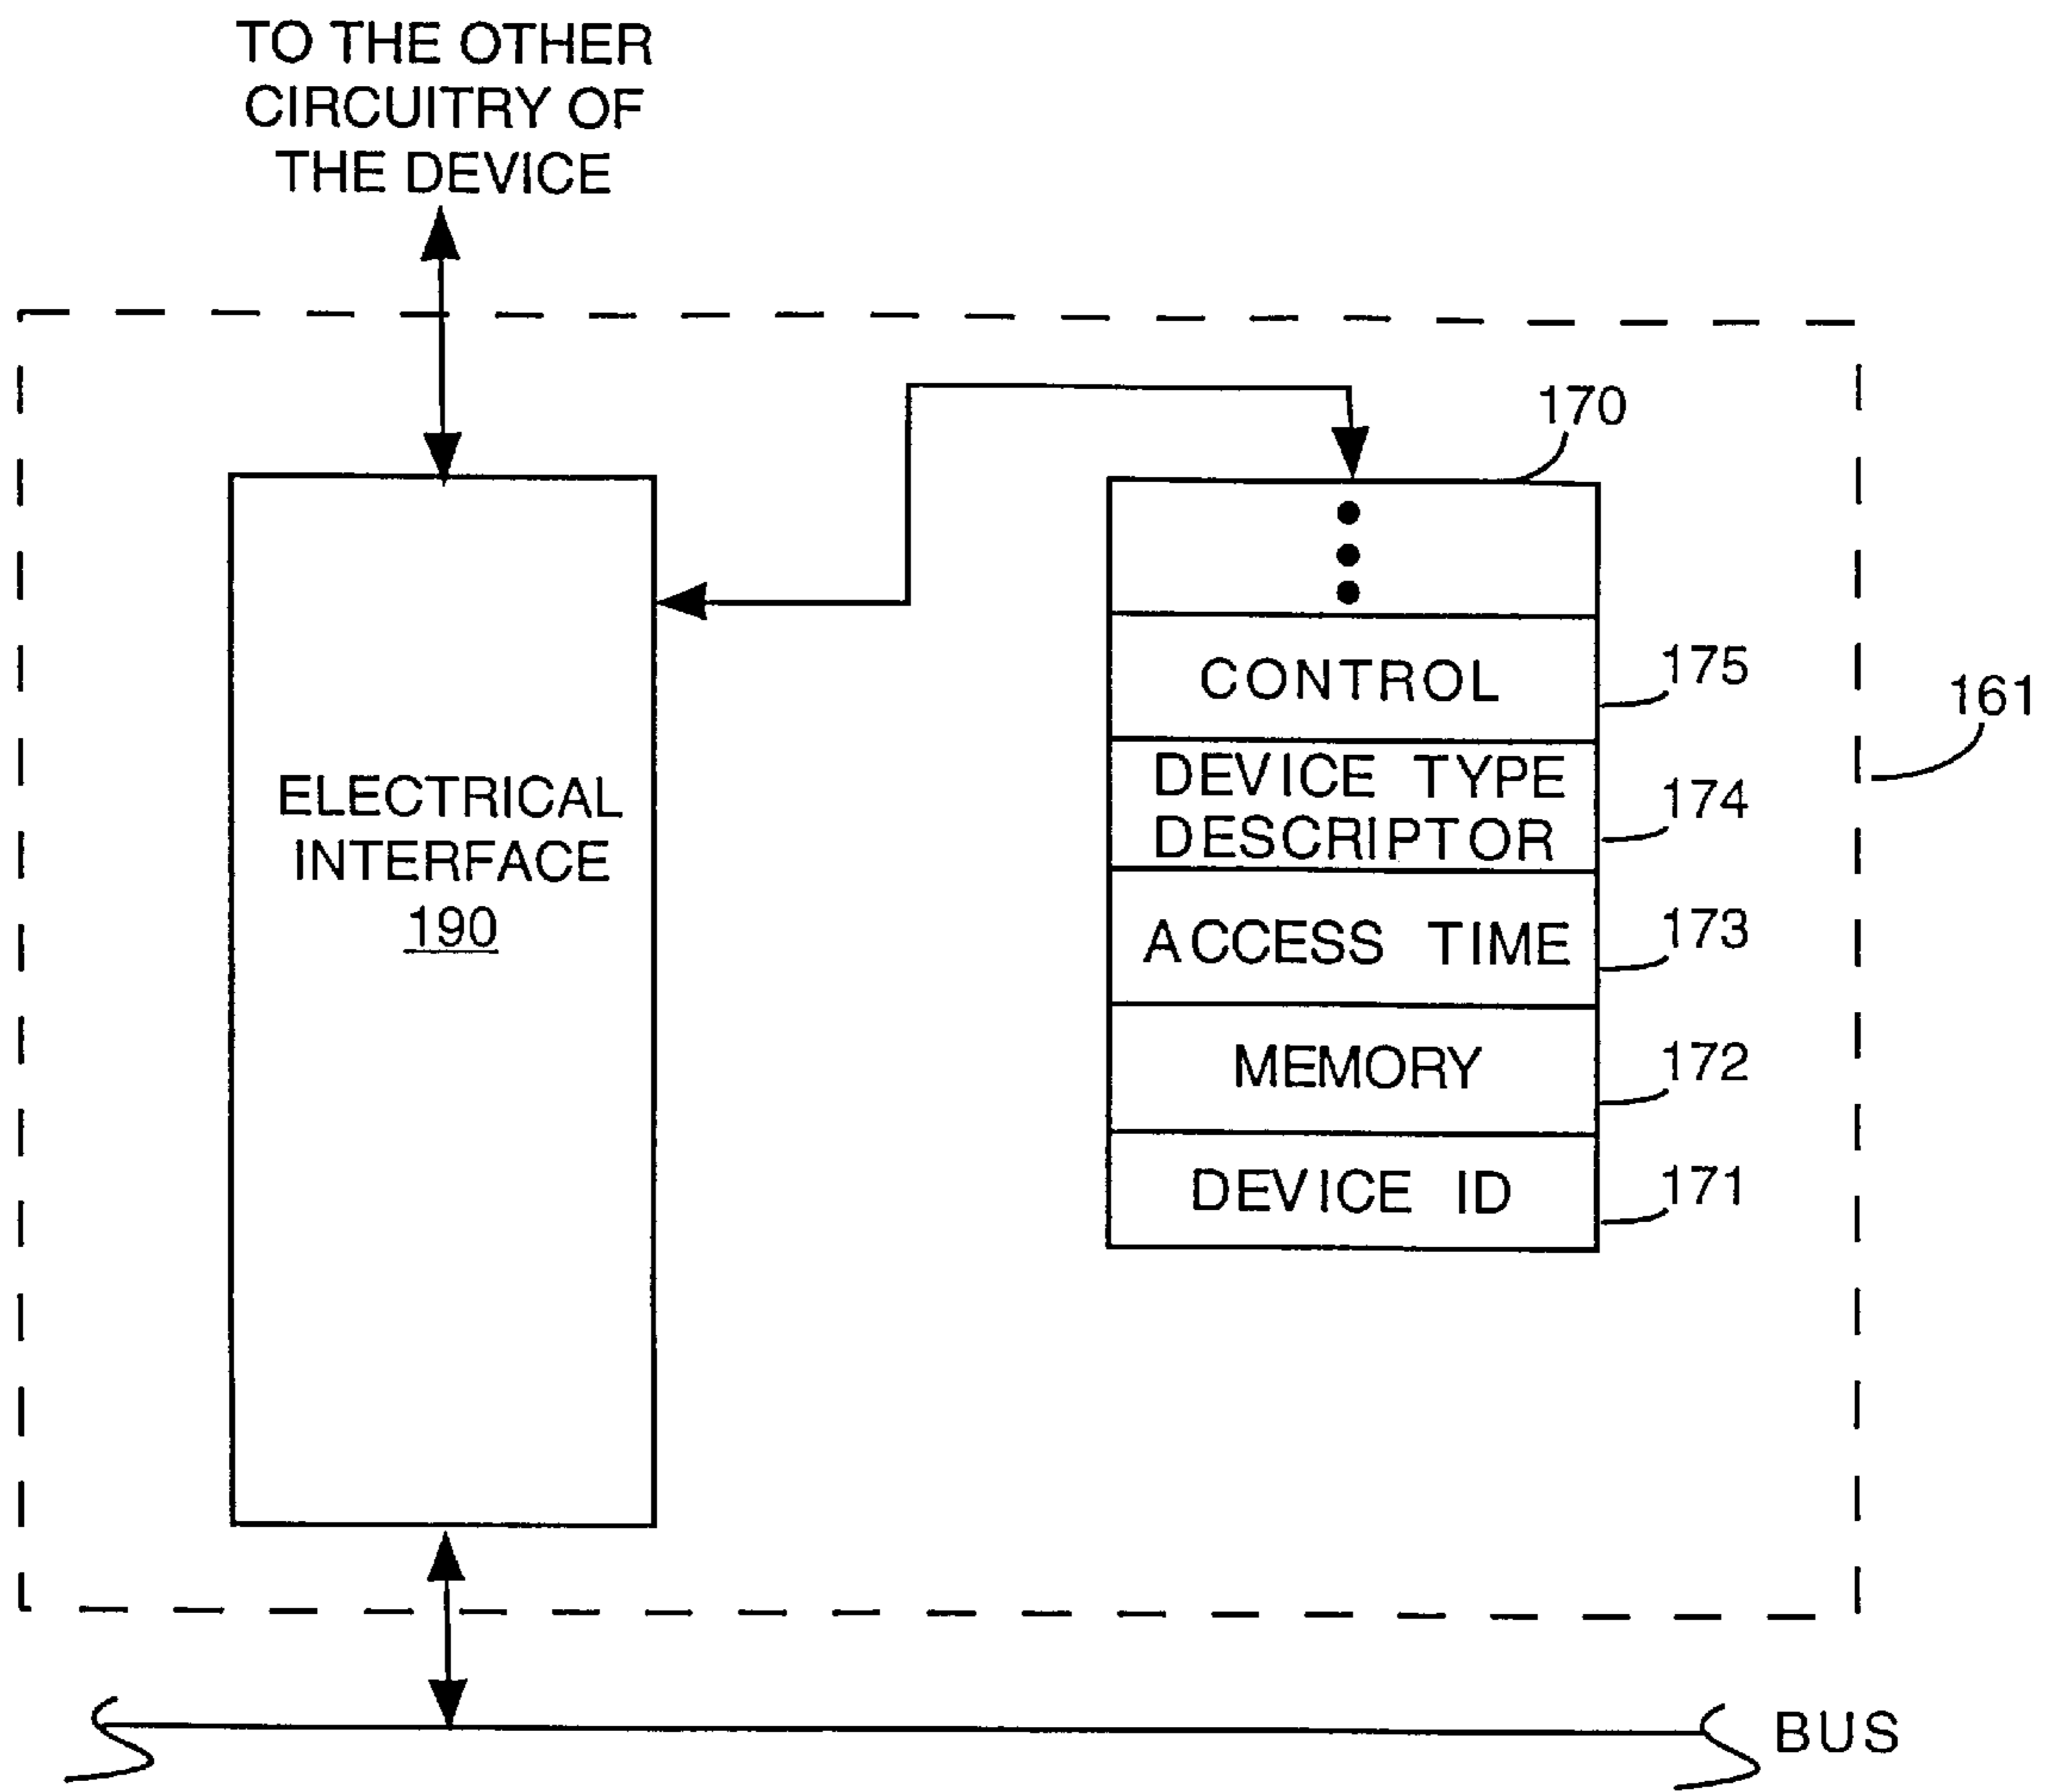 TO THE OTHER
CIRCUITRY OF
THE DEVICE
170
CONTROL
175
161
DEVICE TYPE
DESCRIPTOR
174
ELECTRICAL
INTERFACE
190
ACCESS TIME
173
MEMORY
172
DEVICE ID
171
BUS